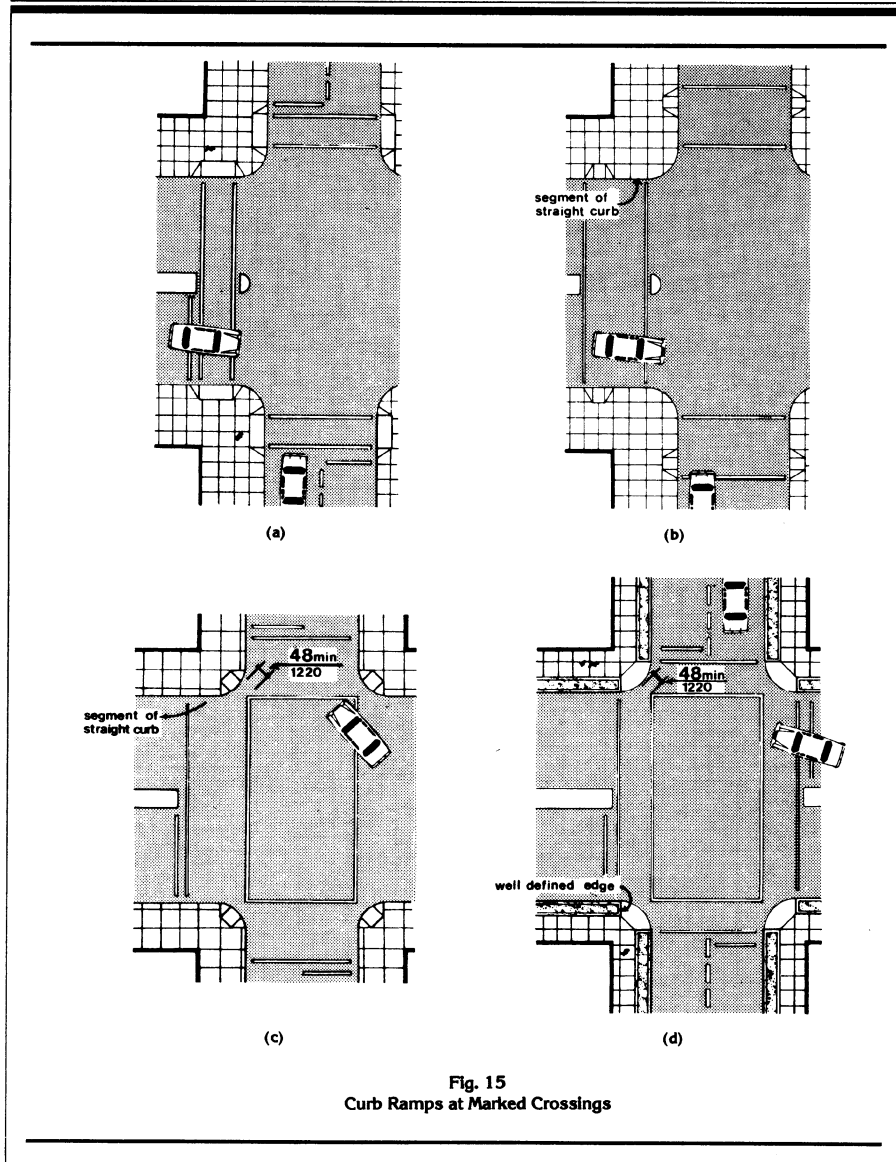 segment of
straight curb
(a)
(b)
48min
1220
segment of
straight curb
48min
1220
well defined edge
(c)
(d)
Fig. 15
Curb Ramps at Marked Crossings